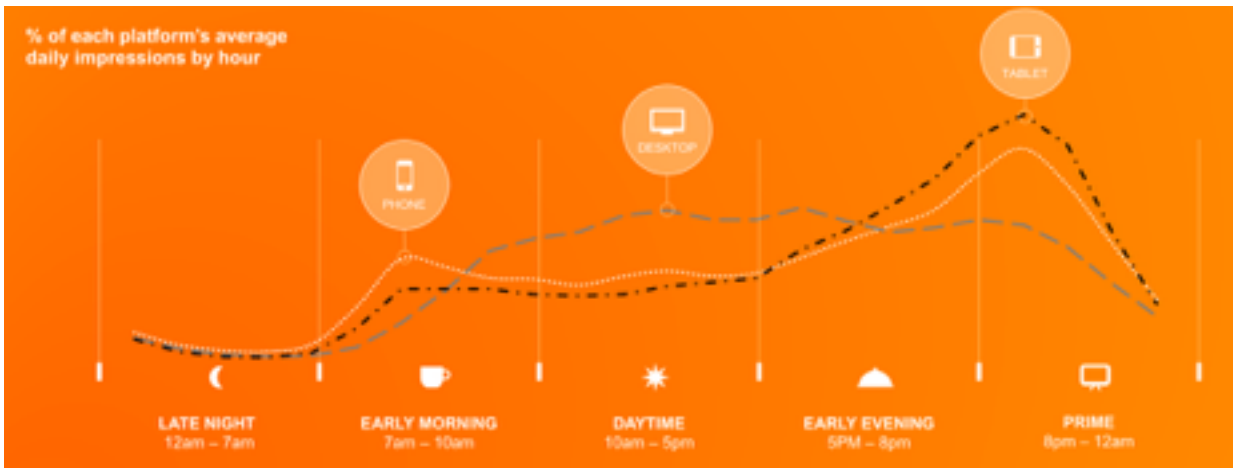 % of each platform's average
daily impressions by hour
TABLET
DESKTOP
PHONE
LATE NIGHT
12am – 7am
EARLY MORNING
7am – 10am
DAYTIME
10am – 5pm
EARLY EVENING
5PM – 8pm
PRIME
8pm – 12am